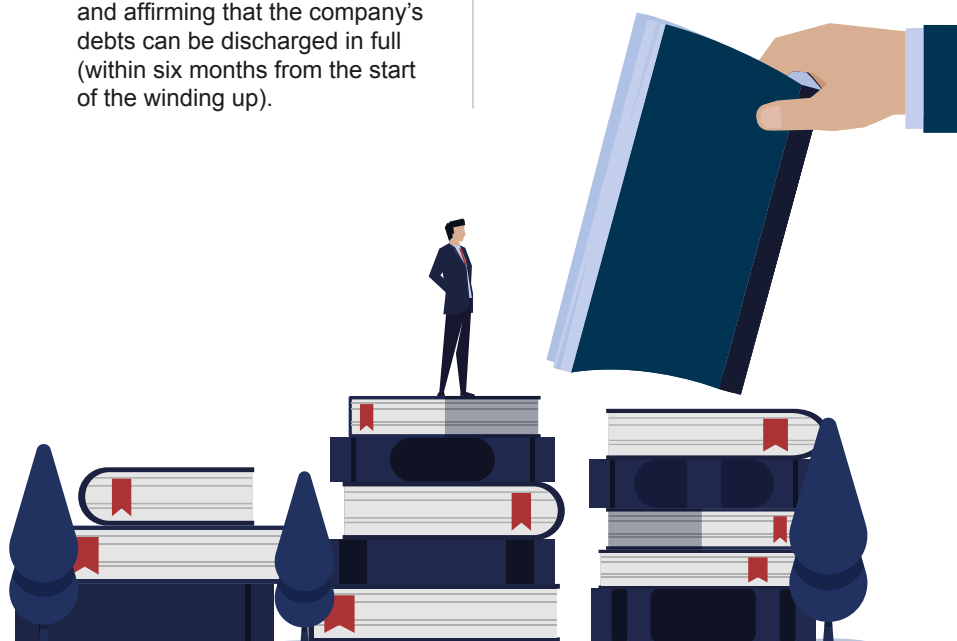 and affirming that the company’s
debts can be discharged in full
(within six months from the start
of the winding up).